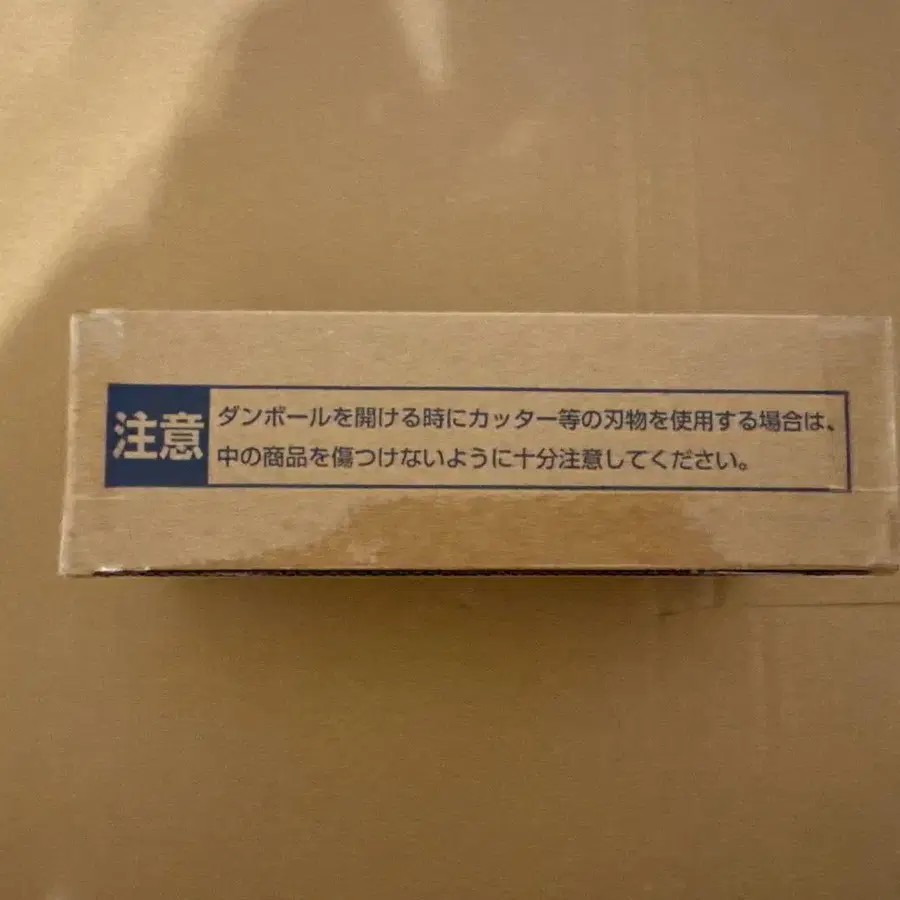 注意
ダンボールを開ける時にカッター等の刃物を使用する場合は、
中の商品を傷つけないように十分注意してください。